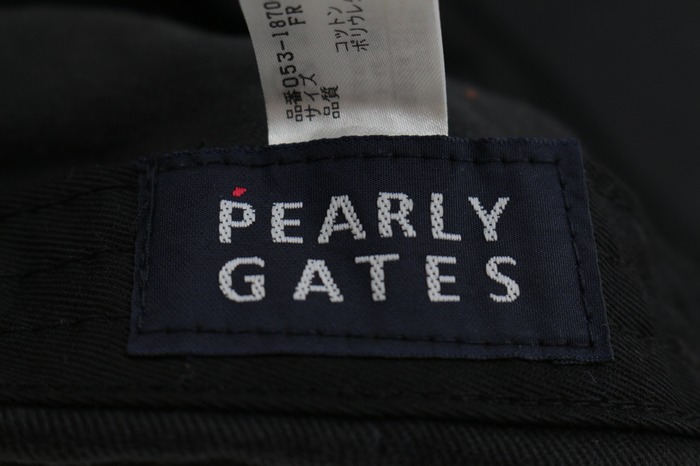 品番053-1870
サイズ FR
品質 コットン
ポリウレ
PEARLY
GATES